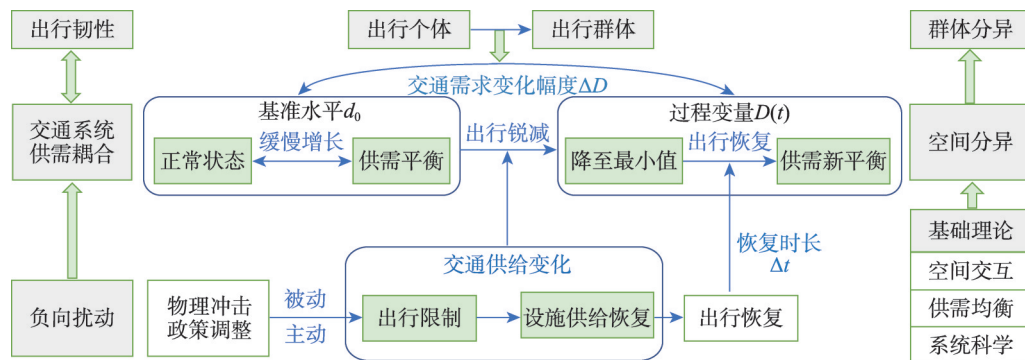 出行韧性
出行个体
出行群体
群体分异
交通需求变化幅度ΔD
基准水平d₀
过程变量D(t)
交通系统
供需耦合
正常状态
缓慢增长
供需平衡
出行锐减
降至最小值
出行恢复
供需新平衡
空间分异
交通供给变化
恢复时长
Δt
基础理论
空间交互
供需均衡
系统科学
负向扰动
物理冲击
政策调整
被动
主动
出行限制
设施供给恢复
出行恢复